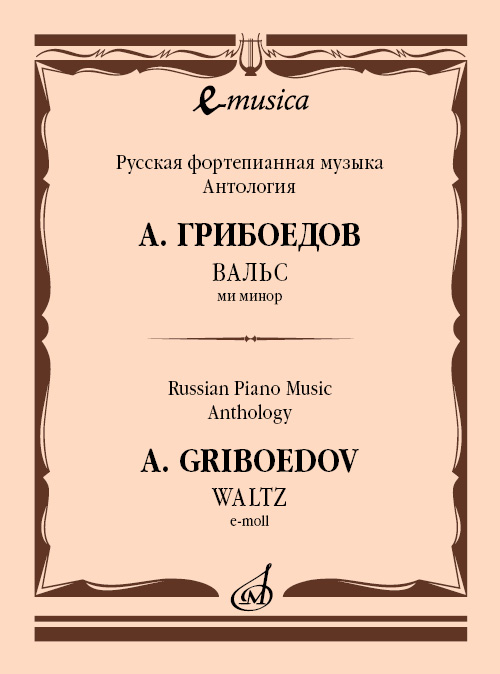 e-musica
Русская фортепианная музыка
Антология
А. ГРИБОЕДОВ
ВАЛЬС
ми минор
Russian Piano Music
Anthology
A. GRIBOEDOV
WALTZ
e-moll